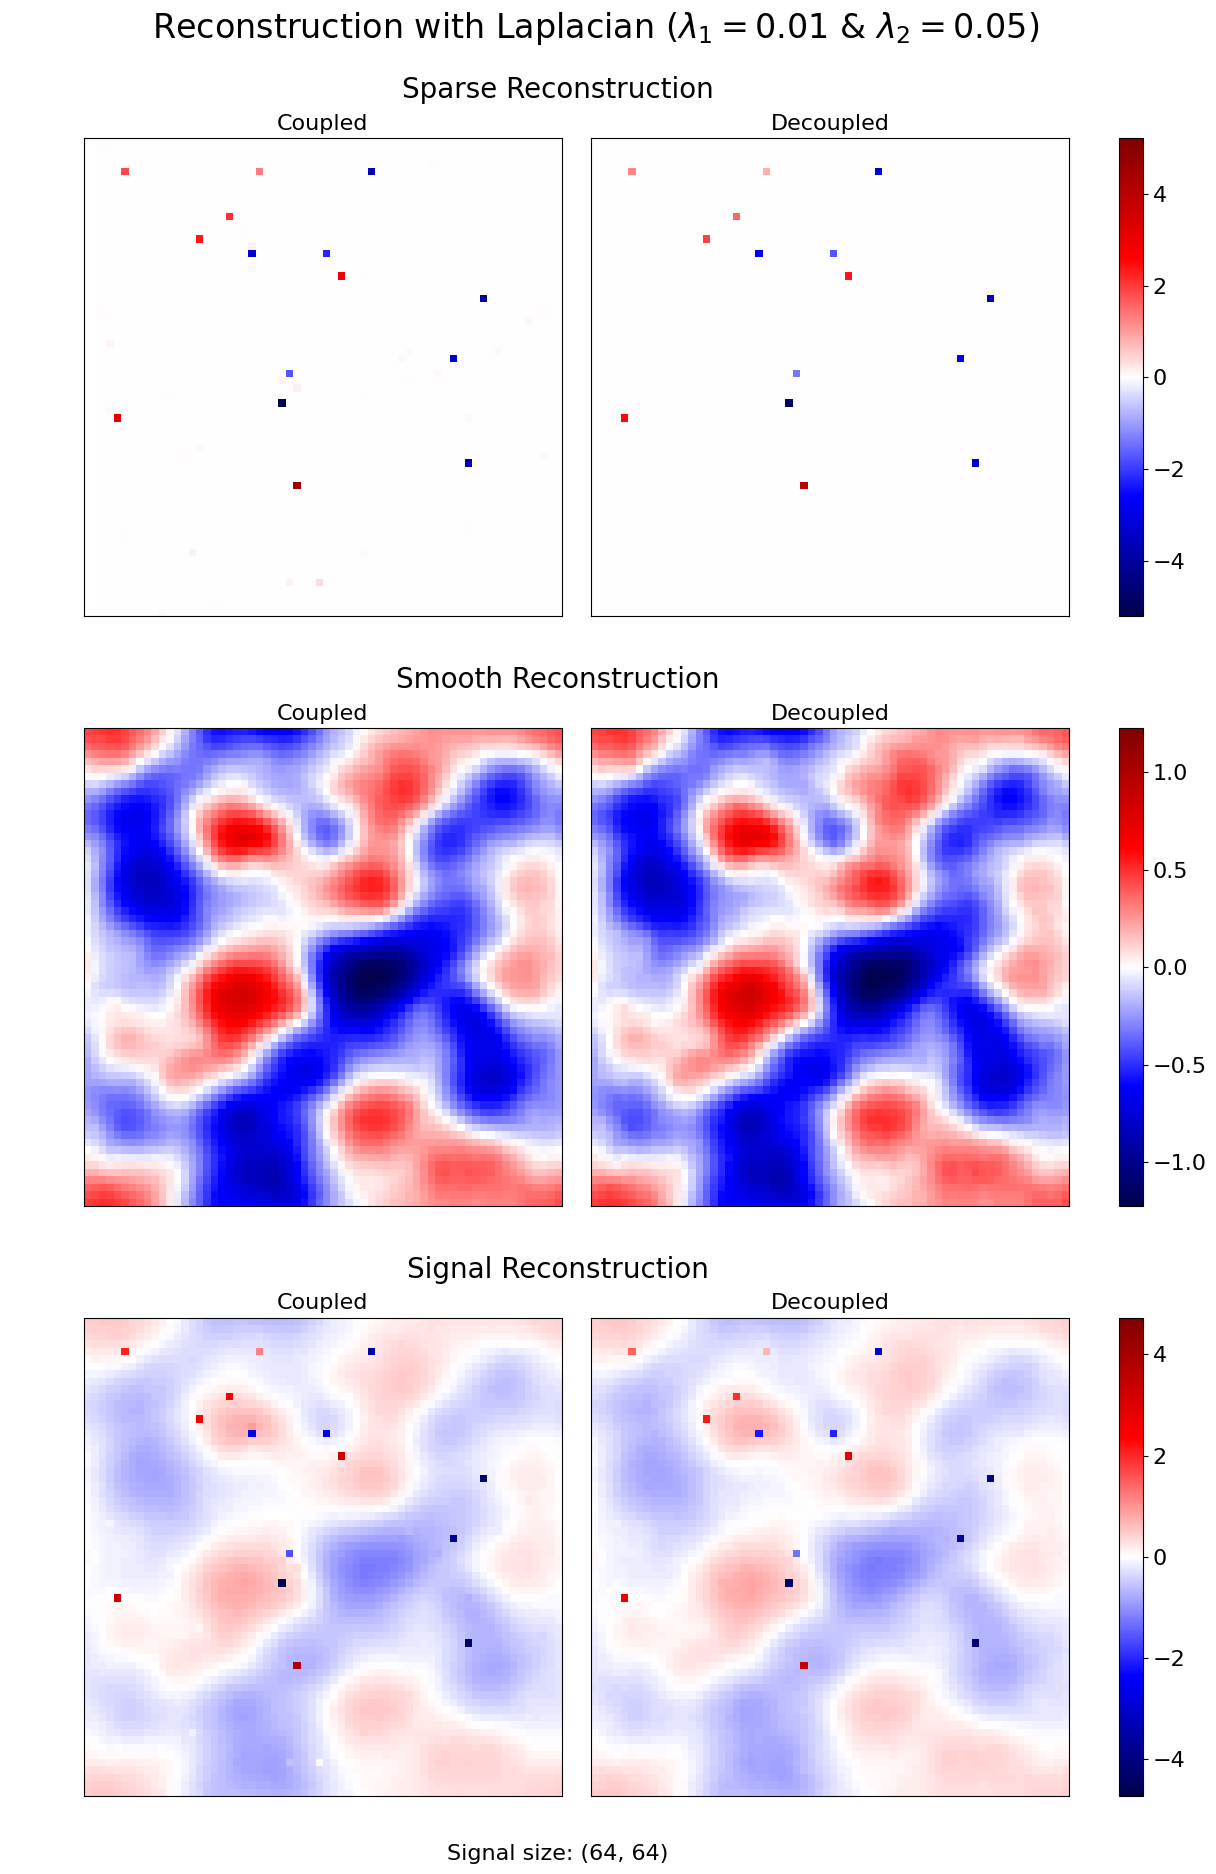 Reconstruction with Laplacian (λ₁ = 0.01 & λ₂ = 0.05)
Sparse Reconstruction
Coupled Decoupled
4
2
0
−2
−4
Smooth Reconstruction
Coupled Decoupled
1.0
0.5
0.0
−0.5
−1.0
Signal Reconstruction
Coupled Decoupled
4
2
0
−2
−4
Signal size: (64, 64)